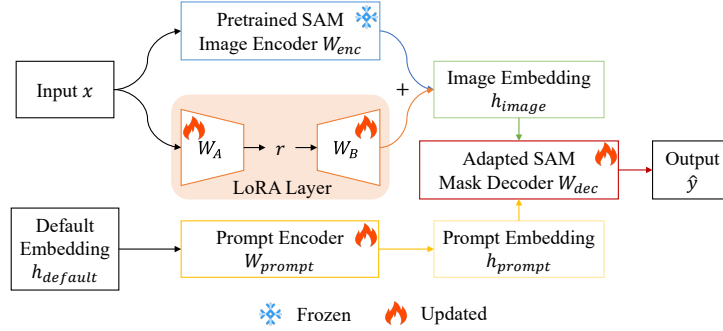 Pretrained SAM
Image Encoder W_enc
Input x
+
Image Embedding
h_image
W_A
r
W_B
LoRA Layer
Adapted SAM
Mask Decoder W_dec
Output
ŷ
Default
Embedding
h_default
Prompt Encoder
W_prompt
Prompt Embedding
h_prompt
Frozen
Updated